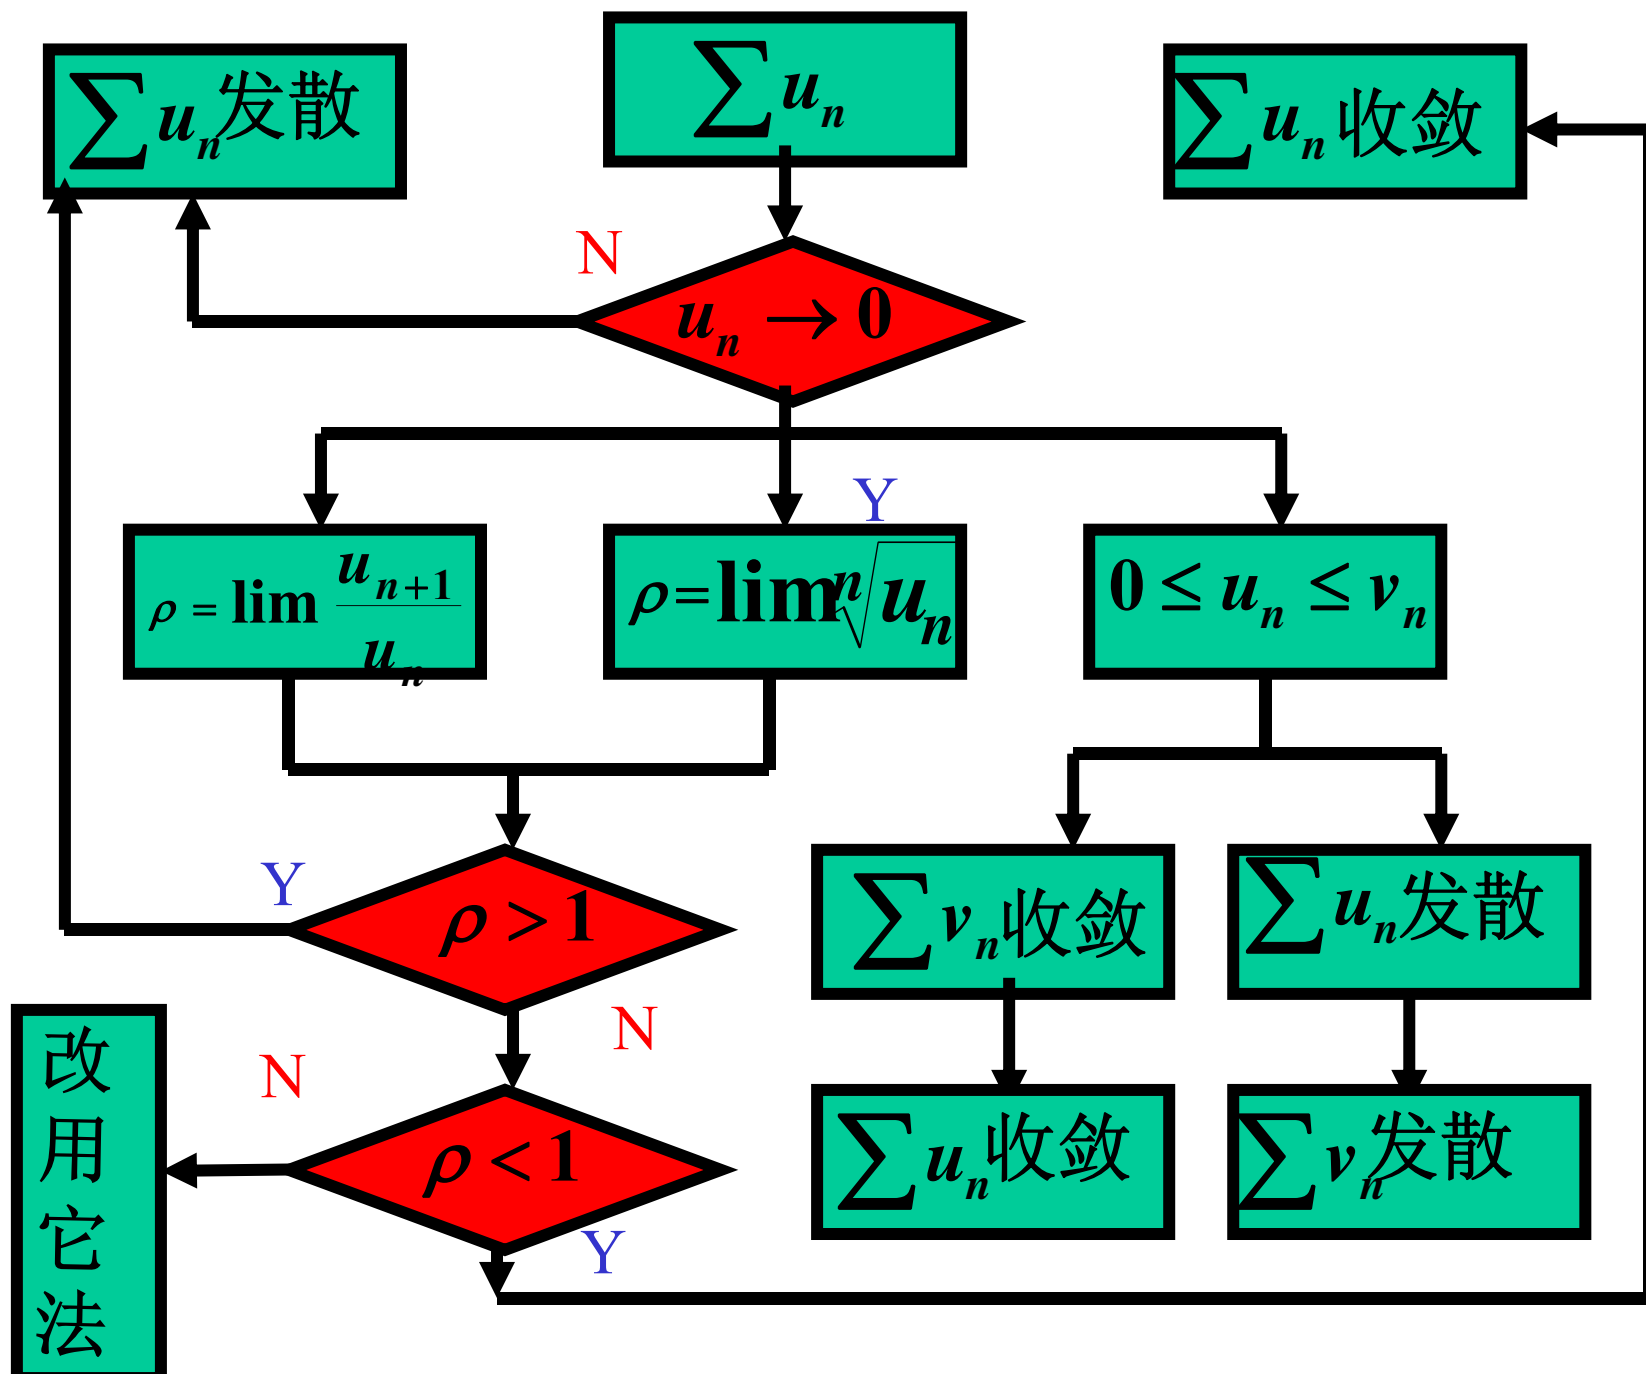 ∑uₙ发散
∑uₙ
∑uₙ收敛
N
uₙ → 0
Y
ρ = lim uₙ₊₁/uₙ
ρ = lim ⁿ√uₙ
0 ≤ uₙ ≤ vₙ
Y
ρ > 1
∑vₙ收敛
∑uₙ发散
N
N
ρ < 1
∑uₙ收敛
∑vₙ发散
Y
改
用
它
法